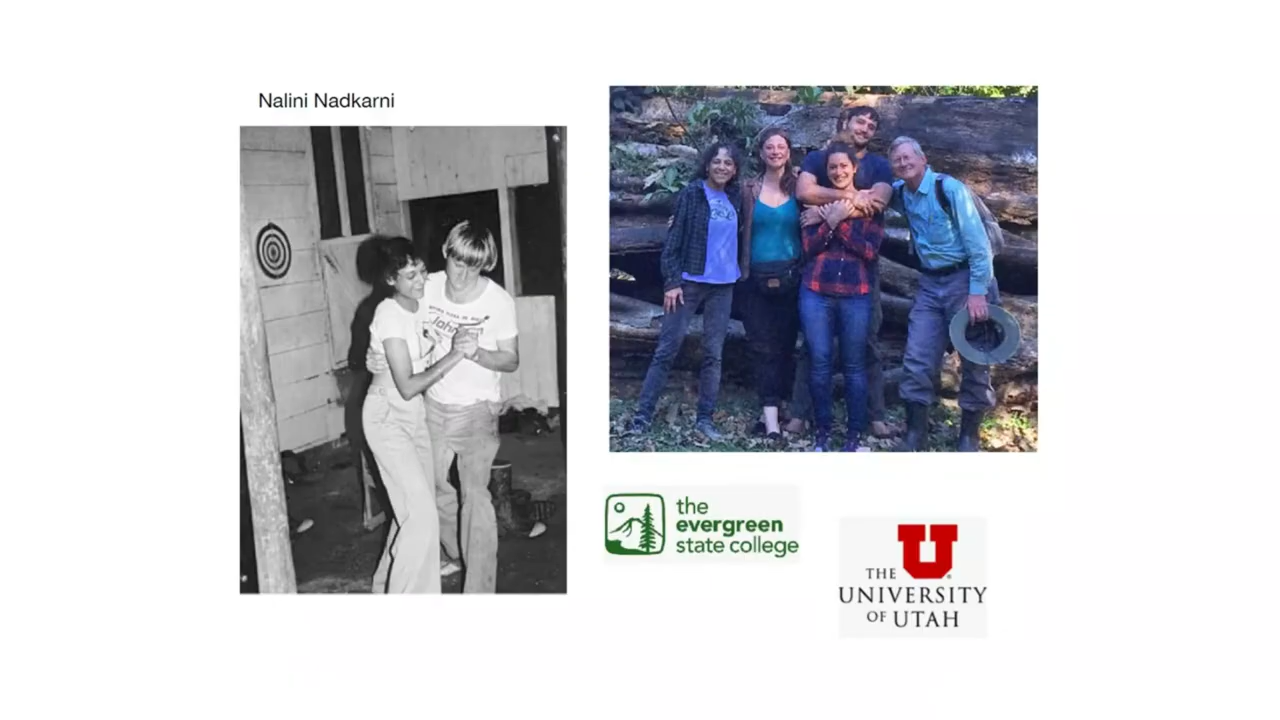 Nalini Nadkarni
the
evergreen
state college
U
THE
UNIVERSITY
OF UTAH